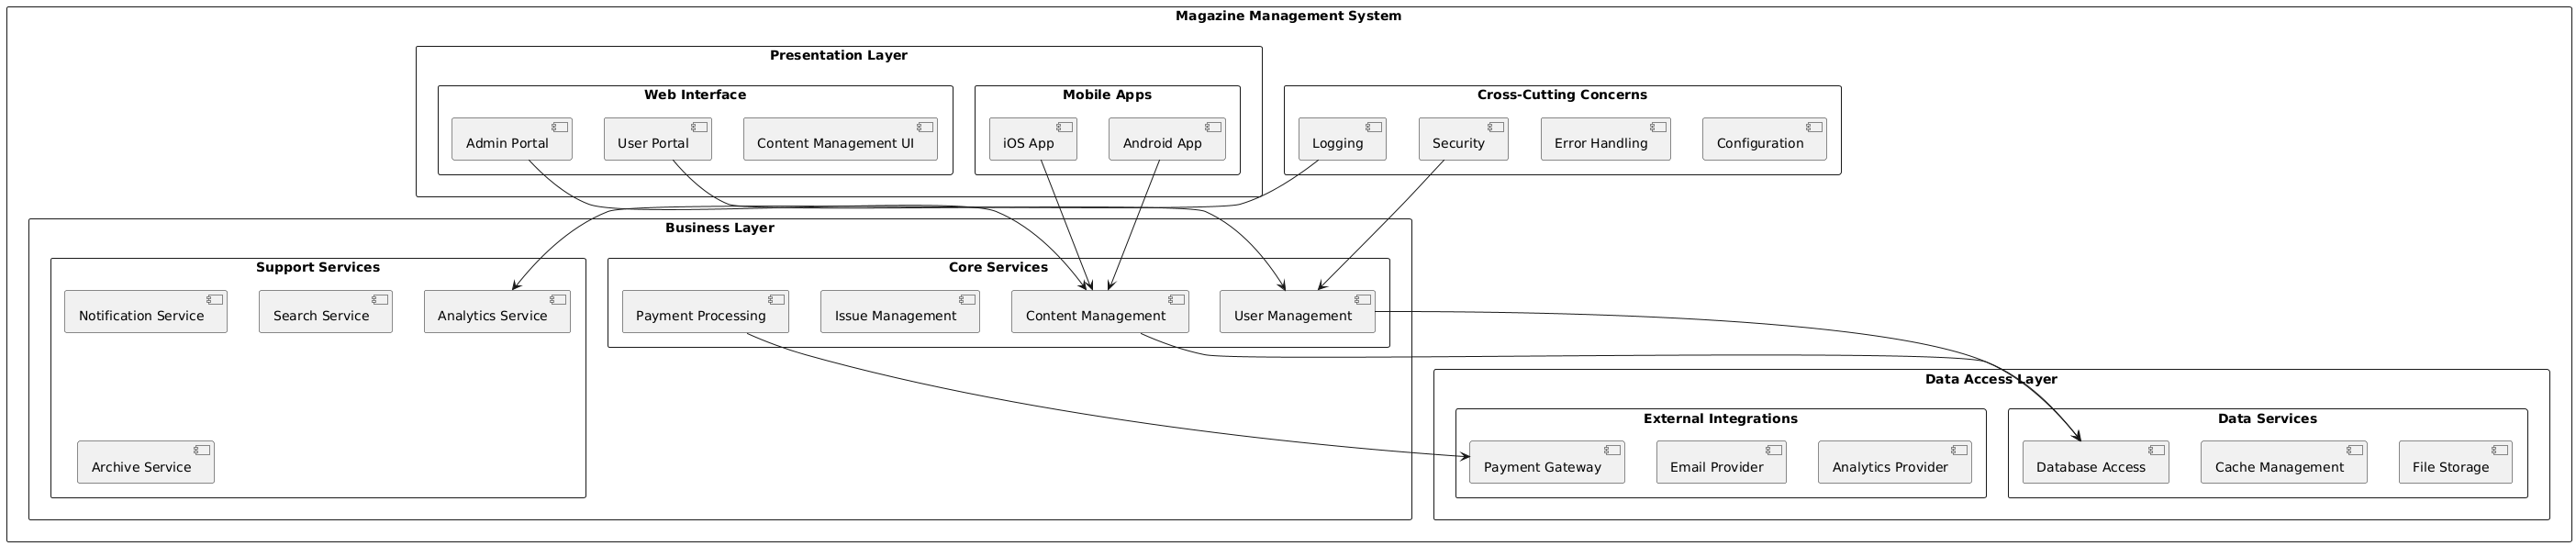 Magazine Management System
Presentation Layer
Web Interface
Admin Portal
User Portal
Content Management UI
Mobile Apps
iOS App
Android App
Cross-Cutting Concerns
Logging
Security
Error Handling
Configuration
Business Layer
Support Services
Notification Service
Search Service
Analytics Service
Archive Service
Core Services
Payment Processing
Issue Management
Content Management
User Management
Data Access Layer
External Integrations
Payment Gateway
Email Provider
Analytics Provider
Data Services
Database Access
Cache Management
File Storage